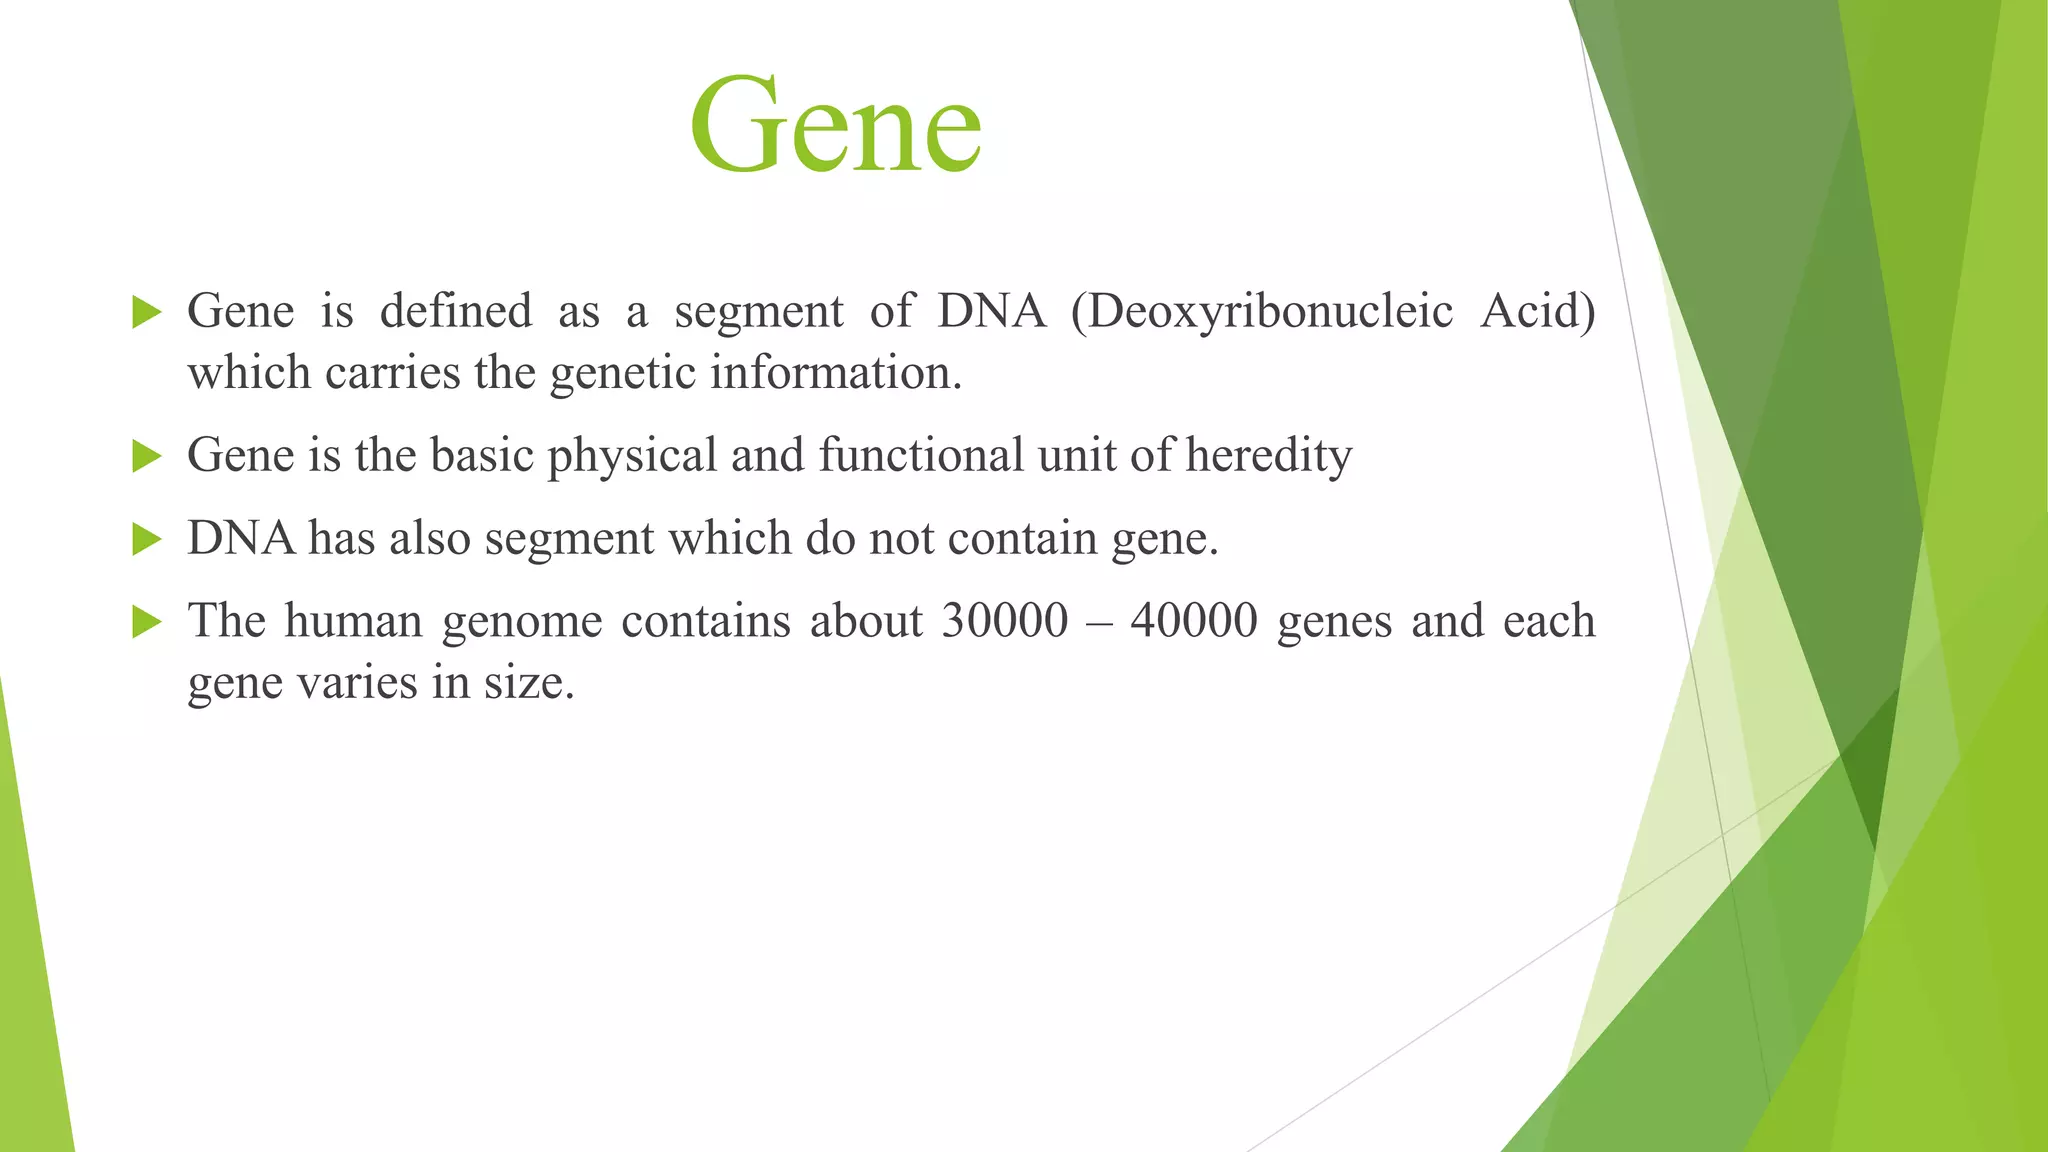 Gene
Gene is defined as a segment of DNA (Deoxyribonucleic Acid)
which carries the genetic information.
Gene is the basic physical and functional unit of heredity
DNA has also segment which do not contain gene.
The human genome contains about 30000 – 40000 genes and each
gene varies in size.